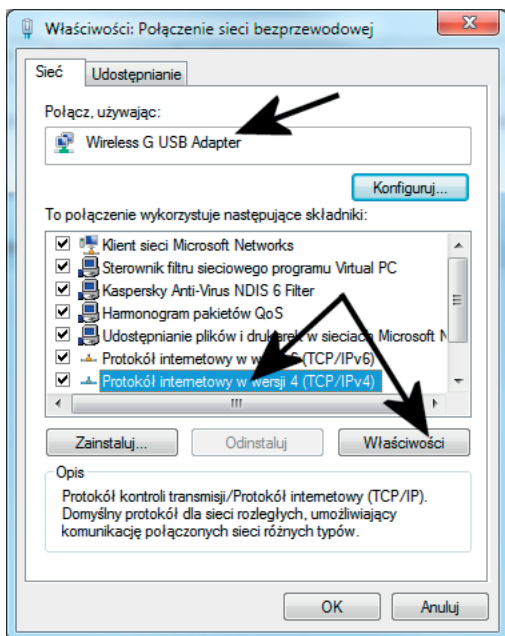 Właściwości: Połączenie sieci bezprzewodowej
Sieć
Udostępnianie
Połącz, używając:
Wireless G USB Adapter
Konfiguruj...
To połączenie wykorzystuje następujące składniki:
Klient sieci Microsoft Networks
Sterownik filtru sieciowego programu Virtual PC
Kaspersky Anti-Virus NDIS 6 Filter
Harmonogram pakietów QoS
Udostępnianie plików i drukarek w sieciach Microsoft N
Protokół internetowy w wersji 6 (TCP/IPv6)
Protokół internetowy w wersji 4 (TCP/IPv4)
Zainstaluj...
Odinstaluj
Właściwości
Opis
Protokół kontroli transmisji/Protokół internetowy (TCP/IP).
Domyślny protokół dla sieci rozległych, umożliwiający
komunikację połączonych sieci różnych typów.
OK
Anuluj